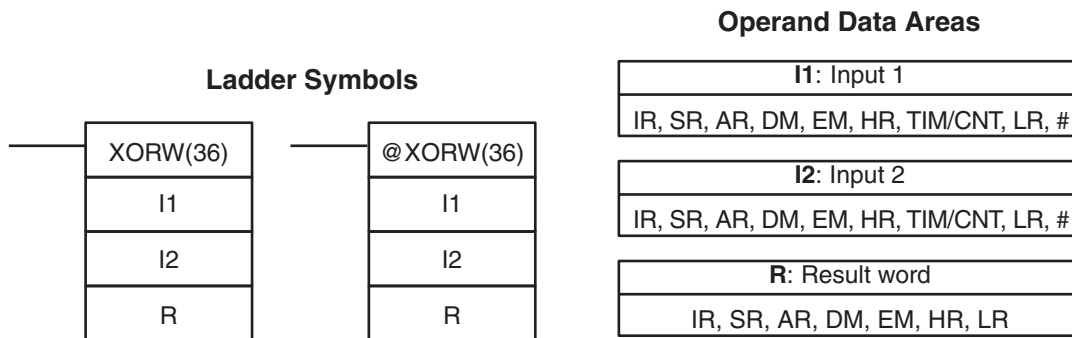 Ladder Symbols
XORW(36)
I1
I2
R
@XORW(36)
I1
I2
R
Operand Data Areas
I1: Input 1
IR, SR, AR, DM, EM, HR, TIM/CNT, LR, #
I2: Input 2
IR, SR, AR, DM, EM, HR, TIM/CNT, LR, #
R: Result word
IR, SR, AR, DM, EM, HR, LR